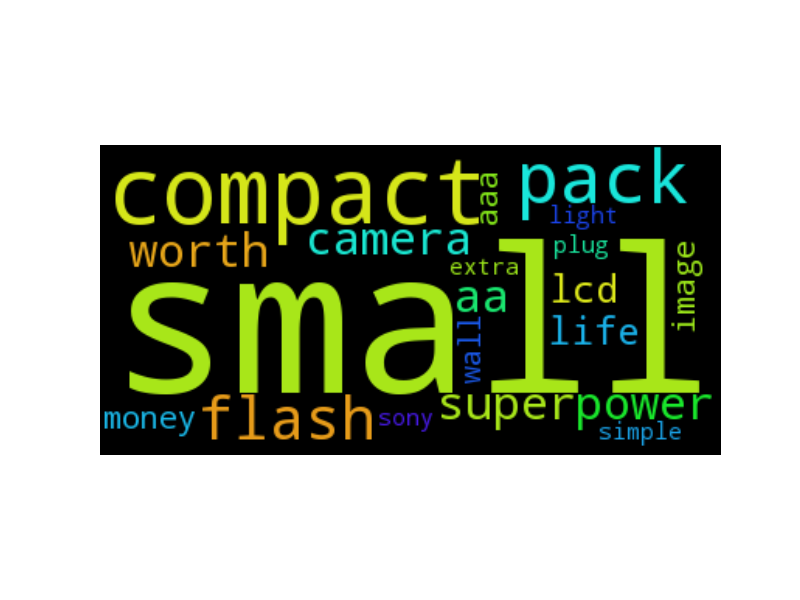 compact
aaa
pack
light
worth
camera
plug
image
extra
small
aa
lcd
life
wall
money
flash
sony
super
power
simple